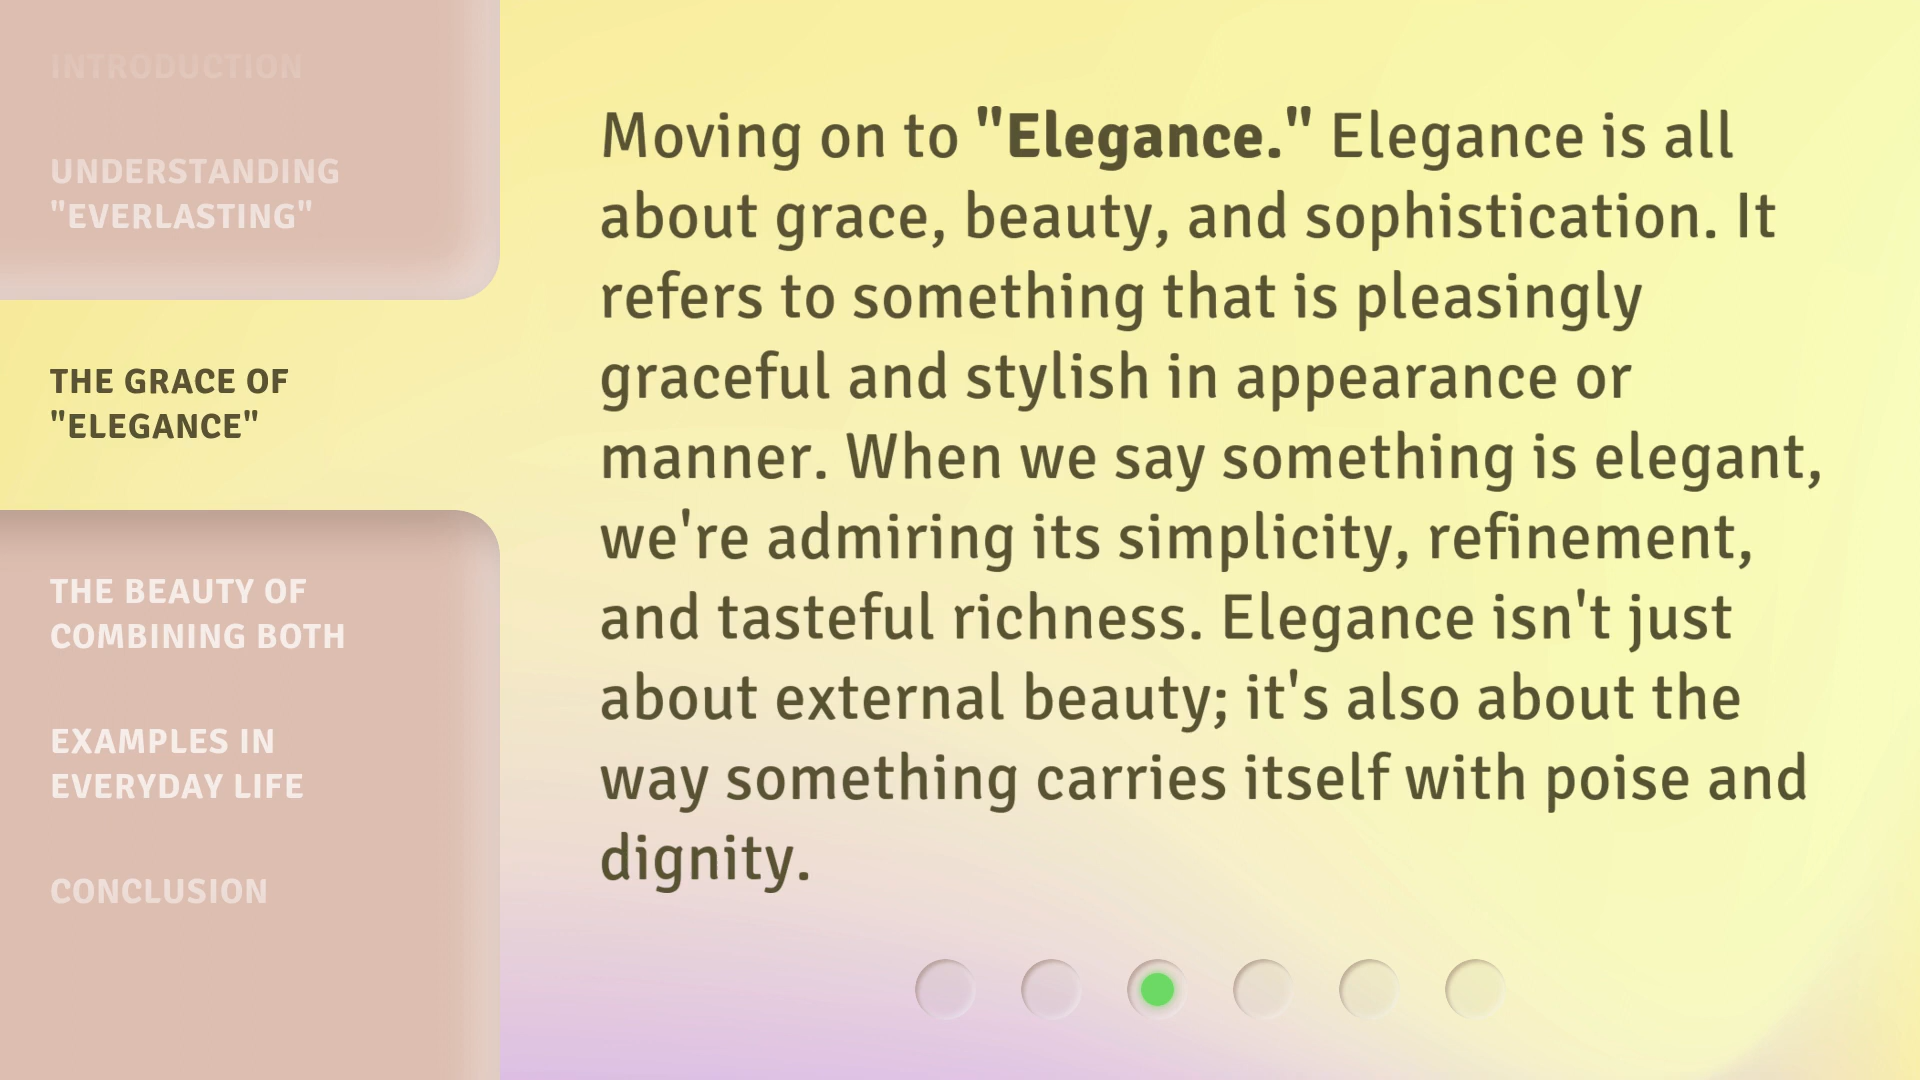 INTRODUCTION
UNDERSTANDING
"EVERLASTING"
THE GRACE OF
"ELEGANCE"
THE BEAUTY OF
COMBINING BOTH
EXAMPLES IN
EVERYDAY LIFE
CONCLUSION
Moving on to "Elegance." Elegance is all
about grace, beauty, and sophistication. It
refers to something that is pleasingly
graceful and stylish in appearance or
manner. When we say something is elegant,
we're admiring its simplicity, refinement,
and tasteful richness. Elegance isn't just
about external beauty; it's also about the
way something carries itself with poise and
dignity.